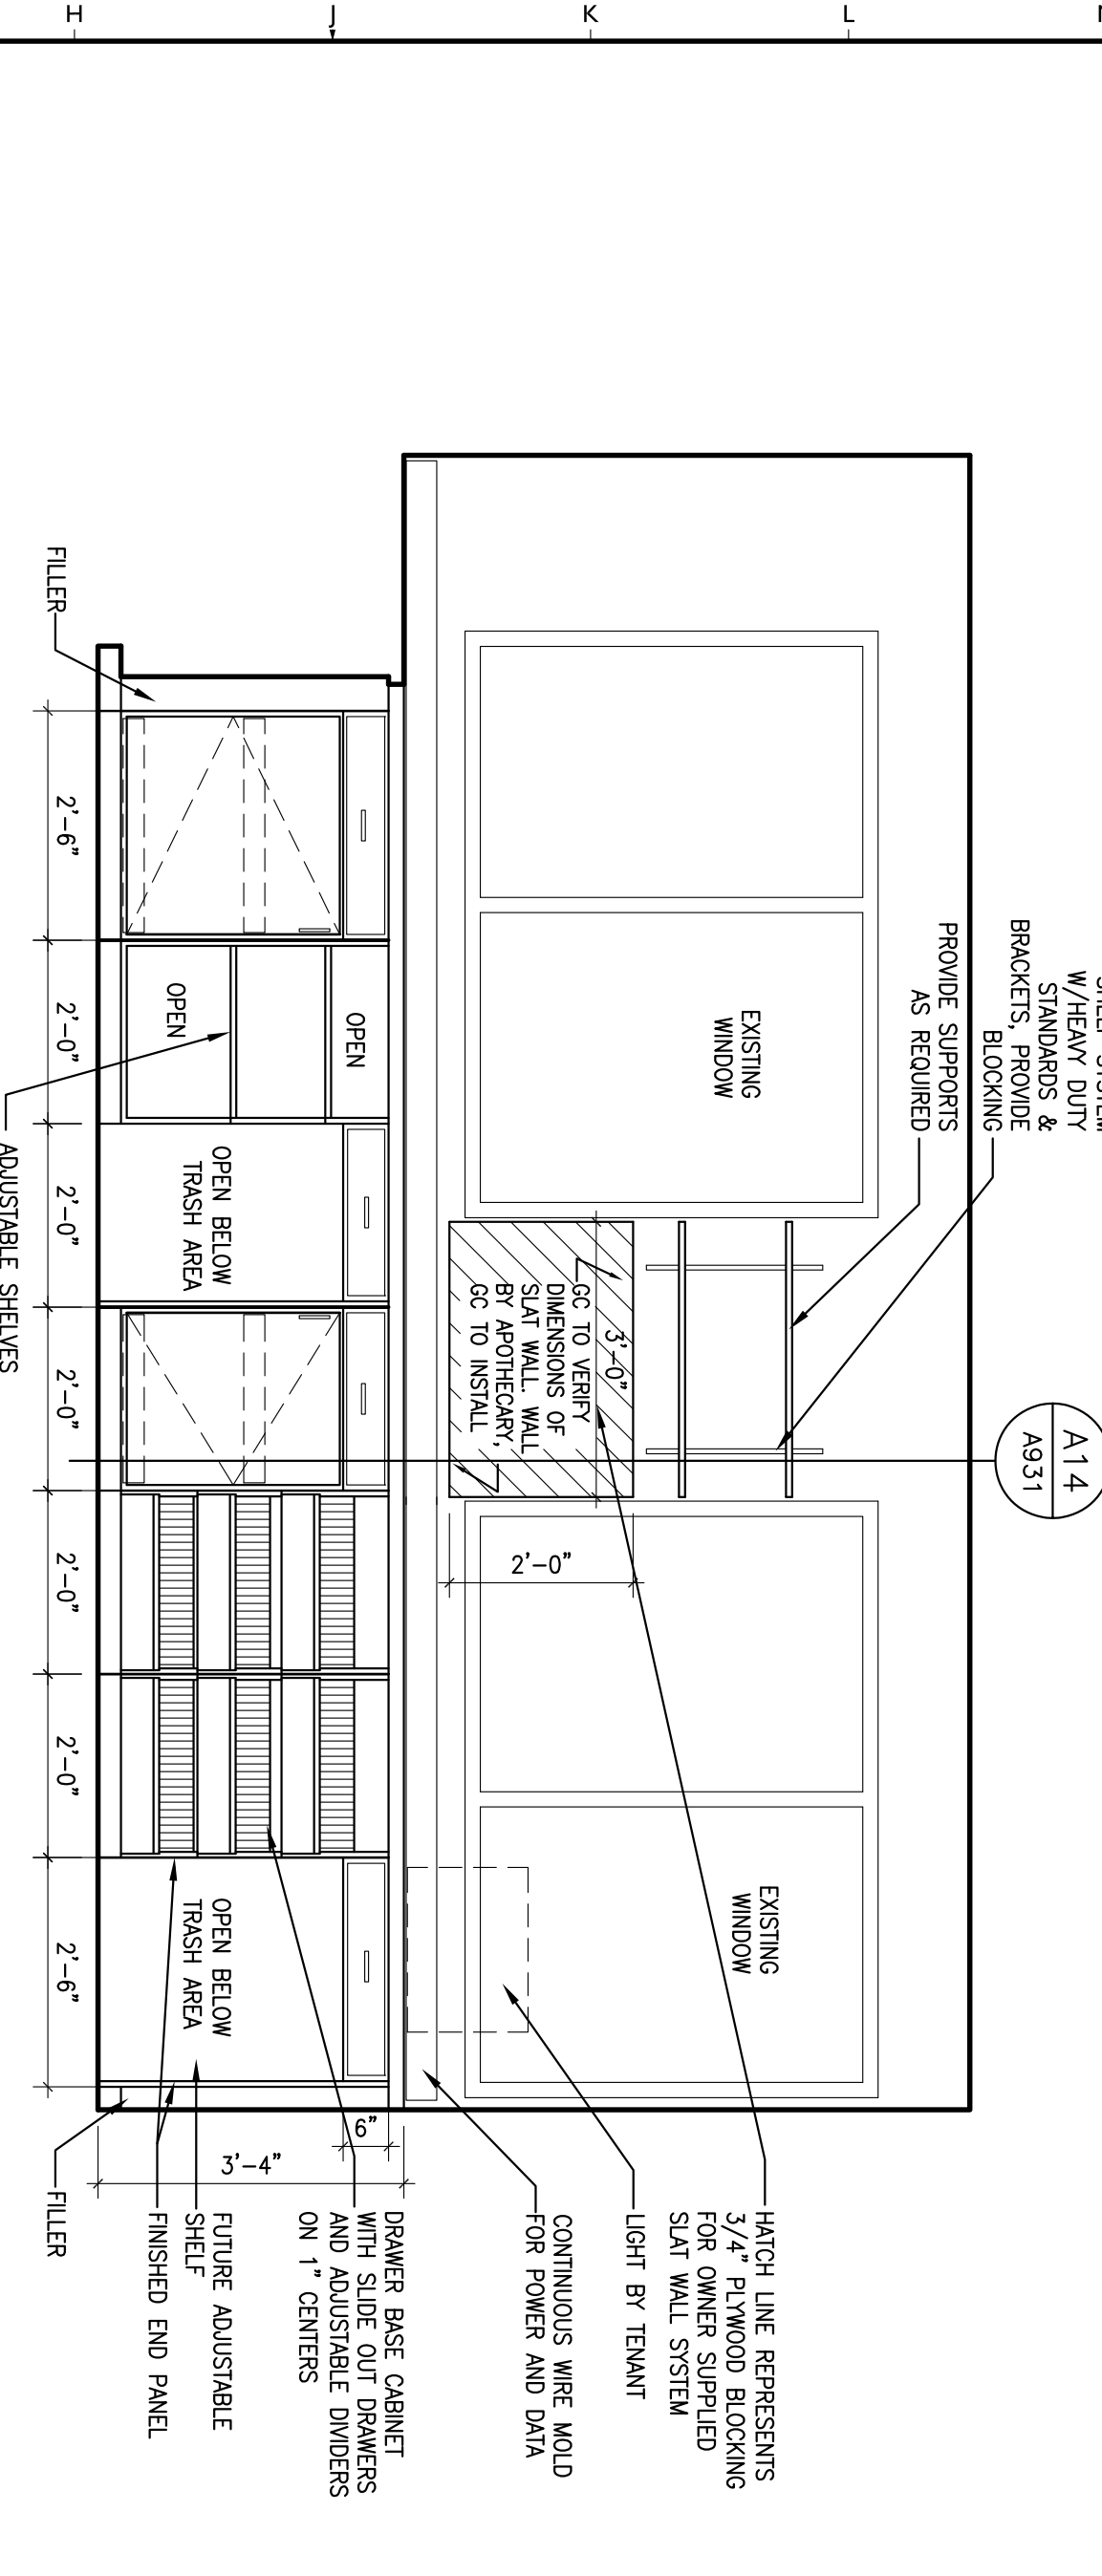 H
J
K
L
W/HEAVY DUTY
STANDARDS &
BRACKETS, PROVIDE
BLOCKING
PROVIDE SUPPORTS
AS REQUIRED
A14
A931
EXISTING
WINDOW
EXISTING
WINDOW
3'-0"
GC TO VERIFY
DIMENSIONS OF
SLAT WALL. WALL
BY APOTHECARY,
GC TO INSTALL
2'-0"
OPEN
OPEN
OPEN BELOW
TRASH AREA
OPEN BELOW
TRASH AREA
FILLER
2'-6"
2'-0"
2'-0"
2'-0"
2'-0"
2'-0"
2'-6"
ADJUSTABLE SHELVES
6"
3'-4"
HATCH LINE REPRESENTS
3/4" PLYWOOD BLOCKING
FOR OWNER SUPPLIED
SLAT WALL SYSTEM
LIGHT BY TENANT
CONTINUOUS WIRE MOLD
FOR POWER AND DATA
DRAWER BASE CABINET
WITH SLIDE OUT DRAWERS
AND ADJUSTABLE DIVIDERS
ON 1" CENTERS
FUTURE ADJUSTABLE
SHELF
FINISHED END PANEL
FILLER